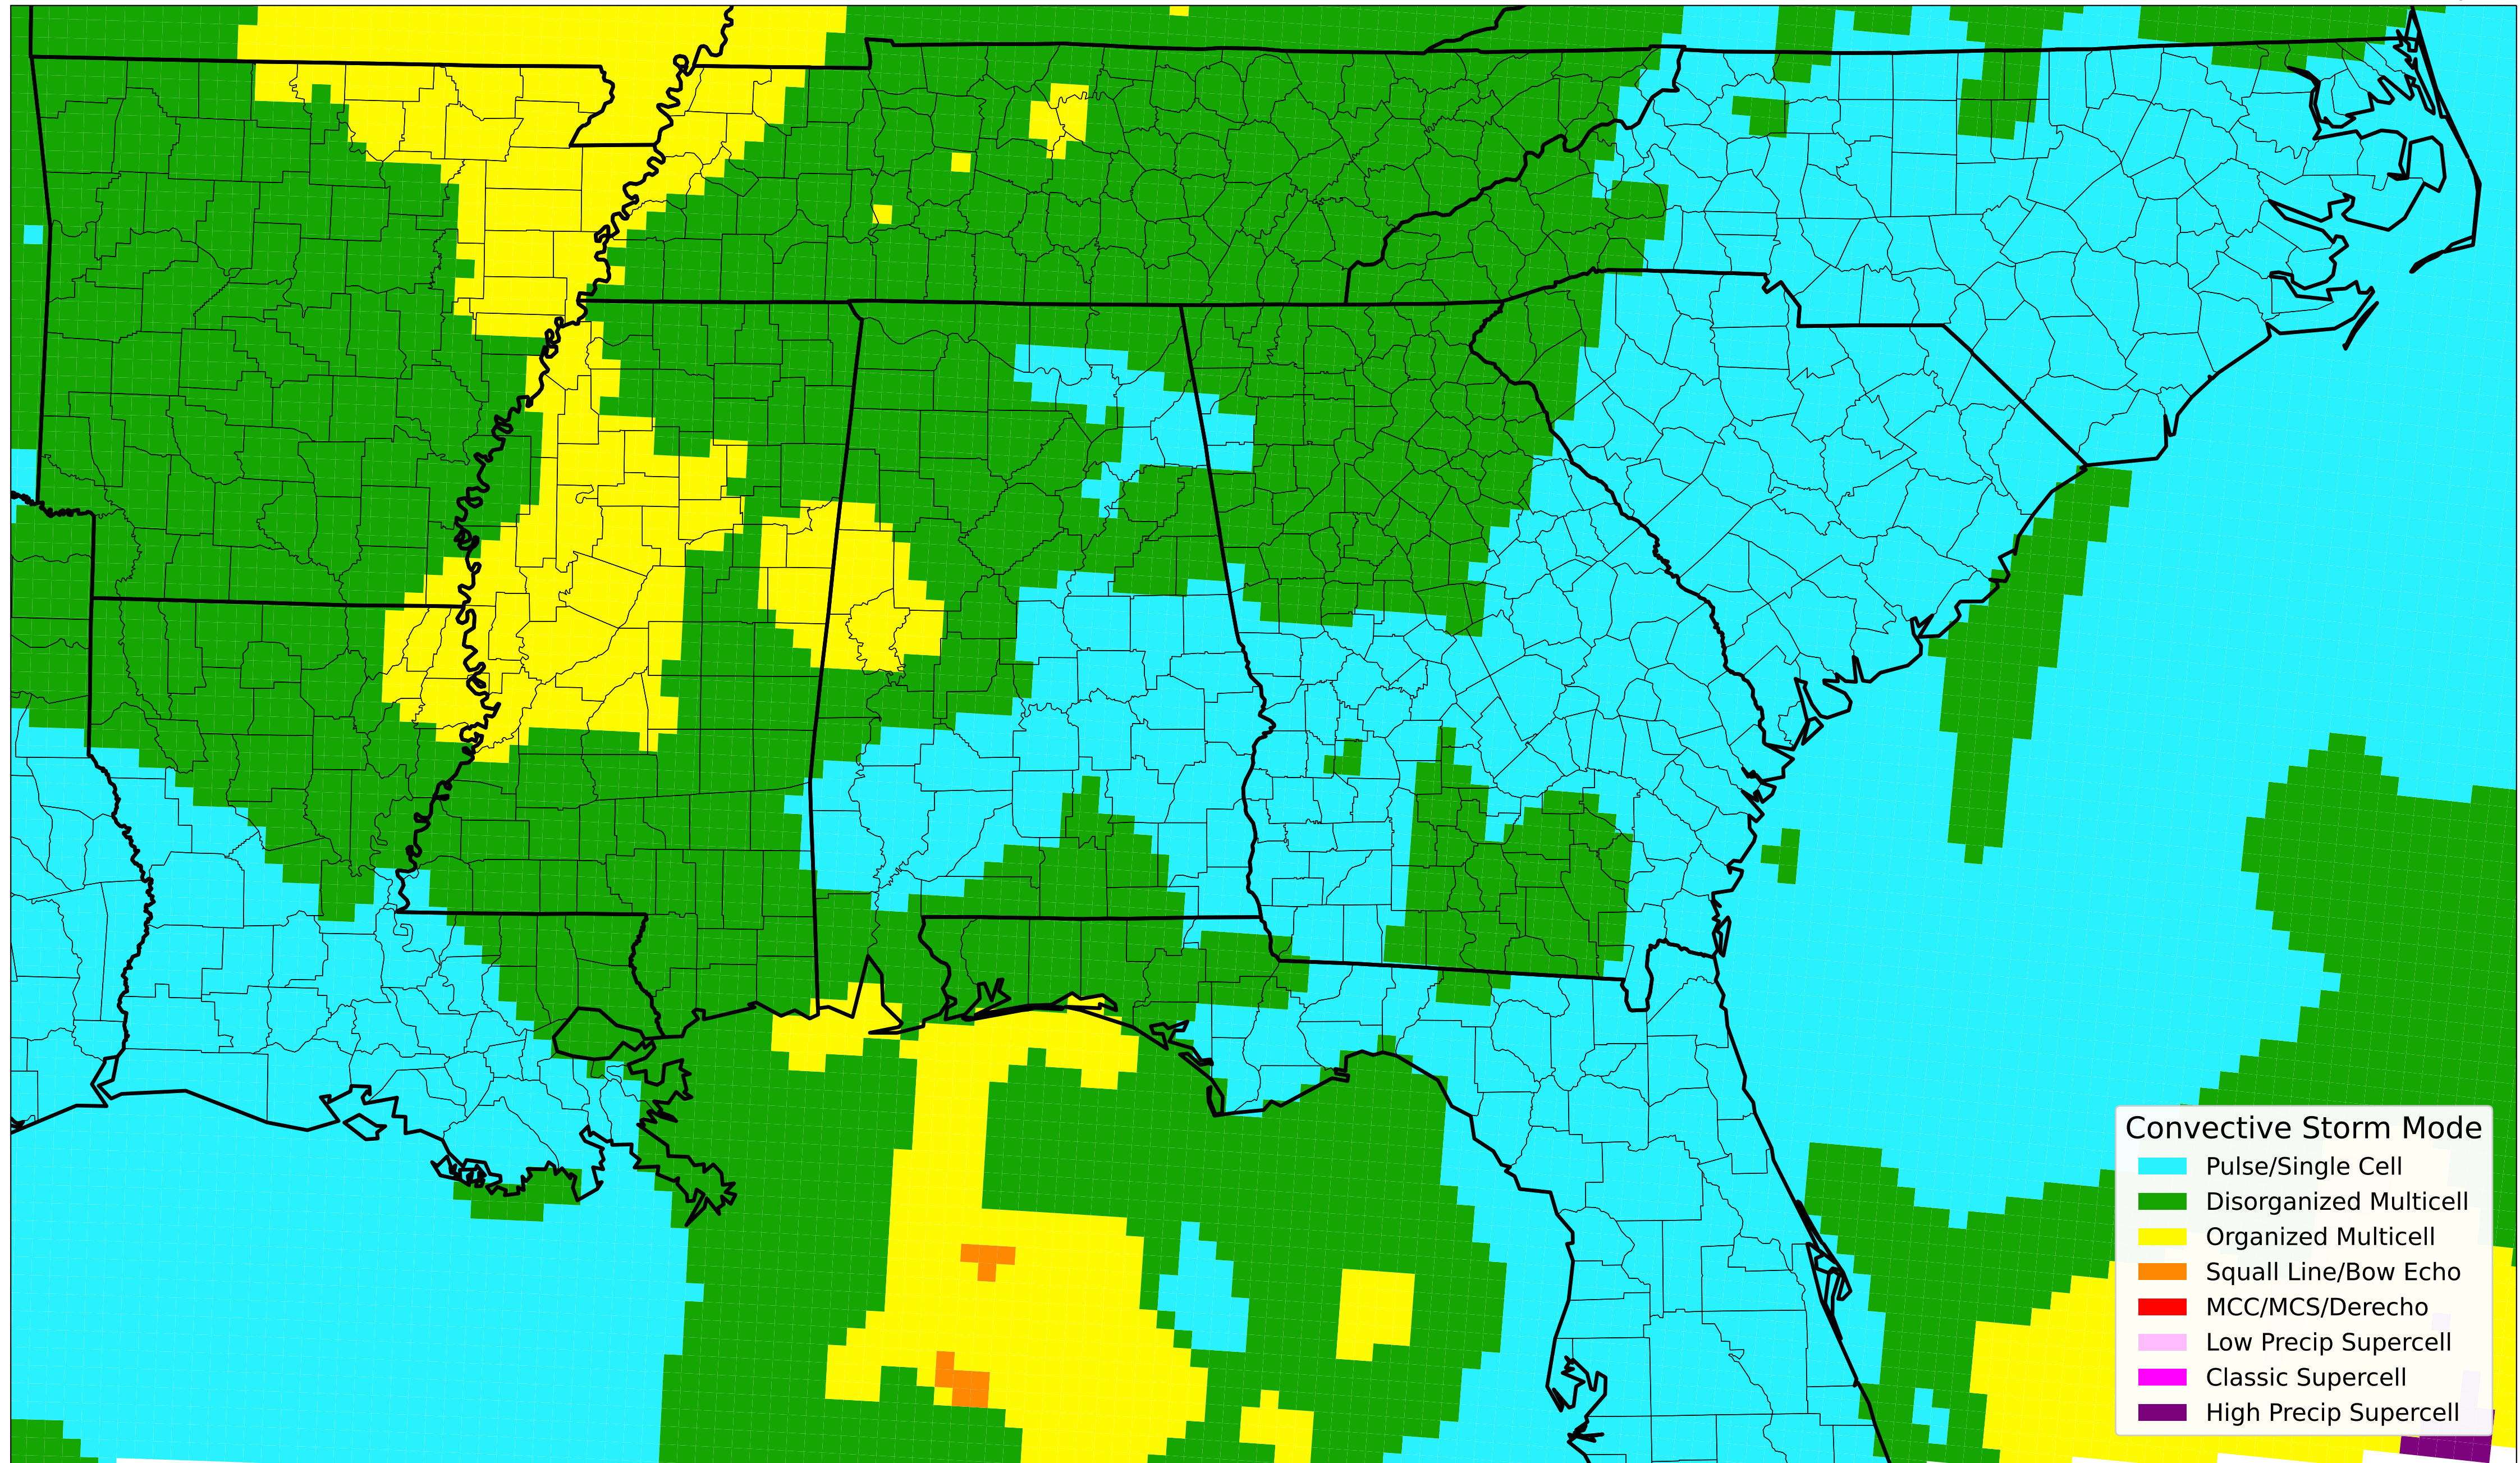 Convective Storm Mode
Pulse/Single Cell
Disorganized Multicell
Organized Multicell
Squall Line/Bow Echo
MCC/MCS/Derecho
Low Precip Supercell
Classic Supercell
High Precip Supercell